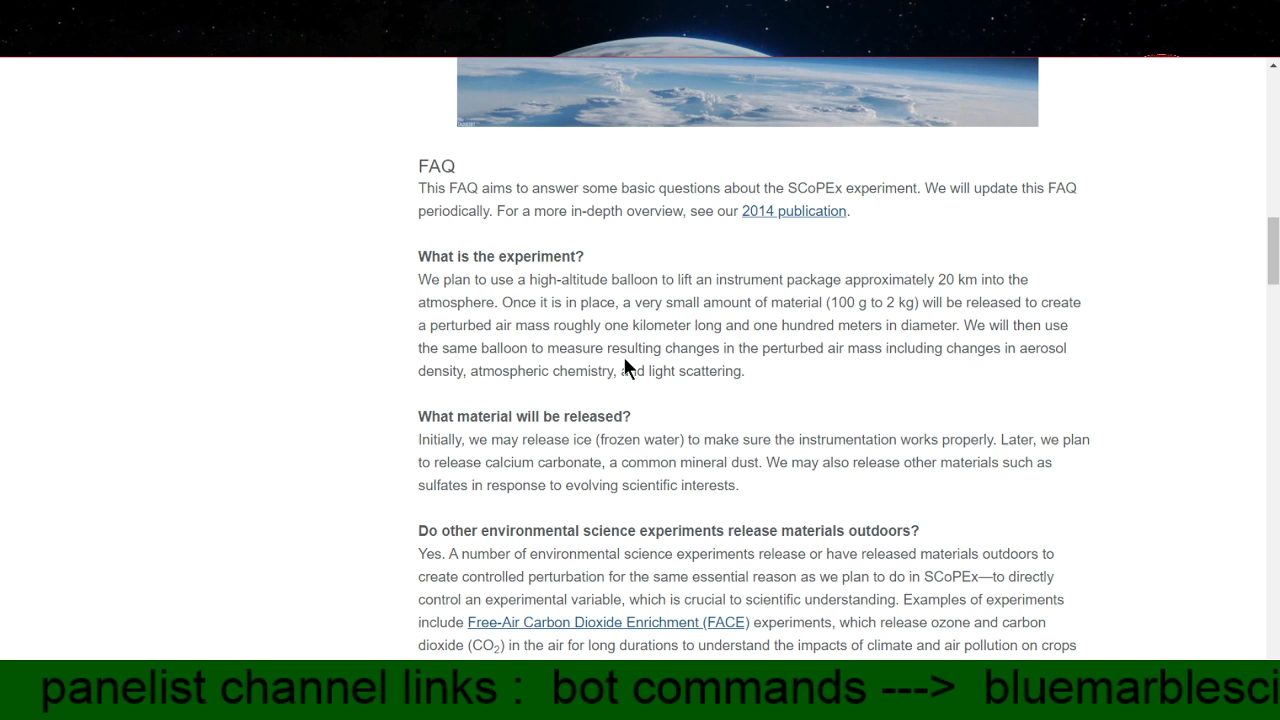 FAQ
This FAQ aims to answer some basic questions about the SCoPEx experiment. We will update this FAQ
periodically. For a more in-depth overview, see our 2014 publication.
What is the experiment?
We plan to use a high-altitude balloon to lift an instrument package approximately 20 km into the
atmosphere. Once it is in place, a very small amount of material (100 g to 2 kg) will be released to create
a perturbed air mass roughly one kilometer long and one hundred meters in diameter. We will then use
the same balloon to measure resulting changes in the perturbed air mass including changes in aerosol
density, atmospheric chemistry, and light scattering.
What material will be released?
Initially, we may release ice (frozen water) to make sure the instrumentation works properly. Later, we plan
to release calcium carbonate, a common mineral dust. We may also release other materials such as
sulfates in response to evolving scientific interests.
Do other environmental science experiments release materials outdoors?
Yes. A number of environmental science experiments release or have released materials outdoors to
create controlled perturbation for the same essential reason as we plan to do in SCoPEx—to directly
control an experimental variable, which is crucial to scientific understanding. Examples of experiments
include Free-Air Carbon Dioxide Enrichment (FACE) experiments, which release ozone and carbon
dioxide (CO₂) in the air for long durations to understand the impacts of climate and air pollution on crops
panelist channel links : bot commands ---> bluemarblesci